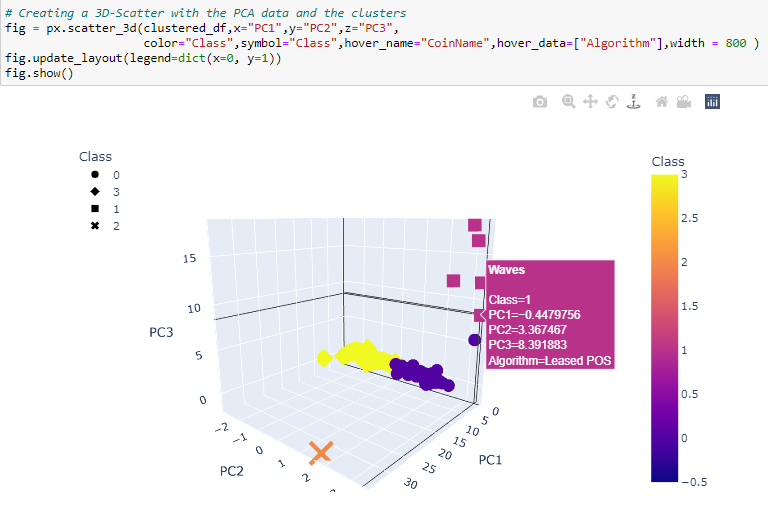 # Creating a 3D-Scatter with the PCA data and the clusters
fig = px.scatter_3d(clustered_df,x="PC1",y="PC2",z="PC3",
color="Class",symbol="Class",hover_name="CoinName",hover_data=["Algorithm"],width = 800 )
fig.update_layout(legend=dict(x=0, y=1))
fig.show()
Class
0
3
1
2
Class
3
2.5
2
1.5
1
0.5
0
−0.5
Waves
Class=1
PC1=−0.4479756
PC2=3.367467
PC3=8.391883
Algorithm=Leased POS
15
10
5
0
PC3
−2
−1
0
1
2
PC2
0
5
10
15
20
25
30
PC1